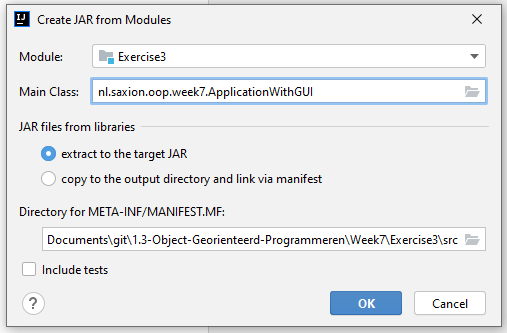 IJ Create JAR from Modules
Module: Exercise3
Main Class: nl.saxion.oop.week7.ApplicationWithGUI
JAR files from libraries
extract to the target JAR
copy to the output directory and link via manifest
Directory for META-INF/MANIFEST.MF:
Documents\git\1.3-Object-Georienteerd-Programmeren\Week7\Exercise3\src
Include tests
? OK Cancel